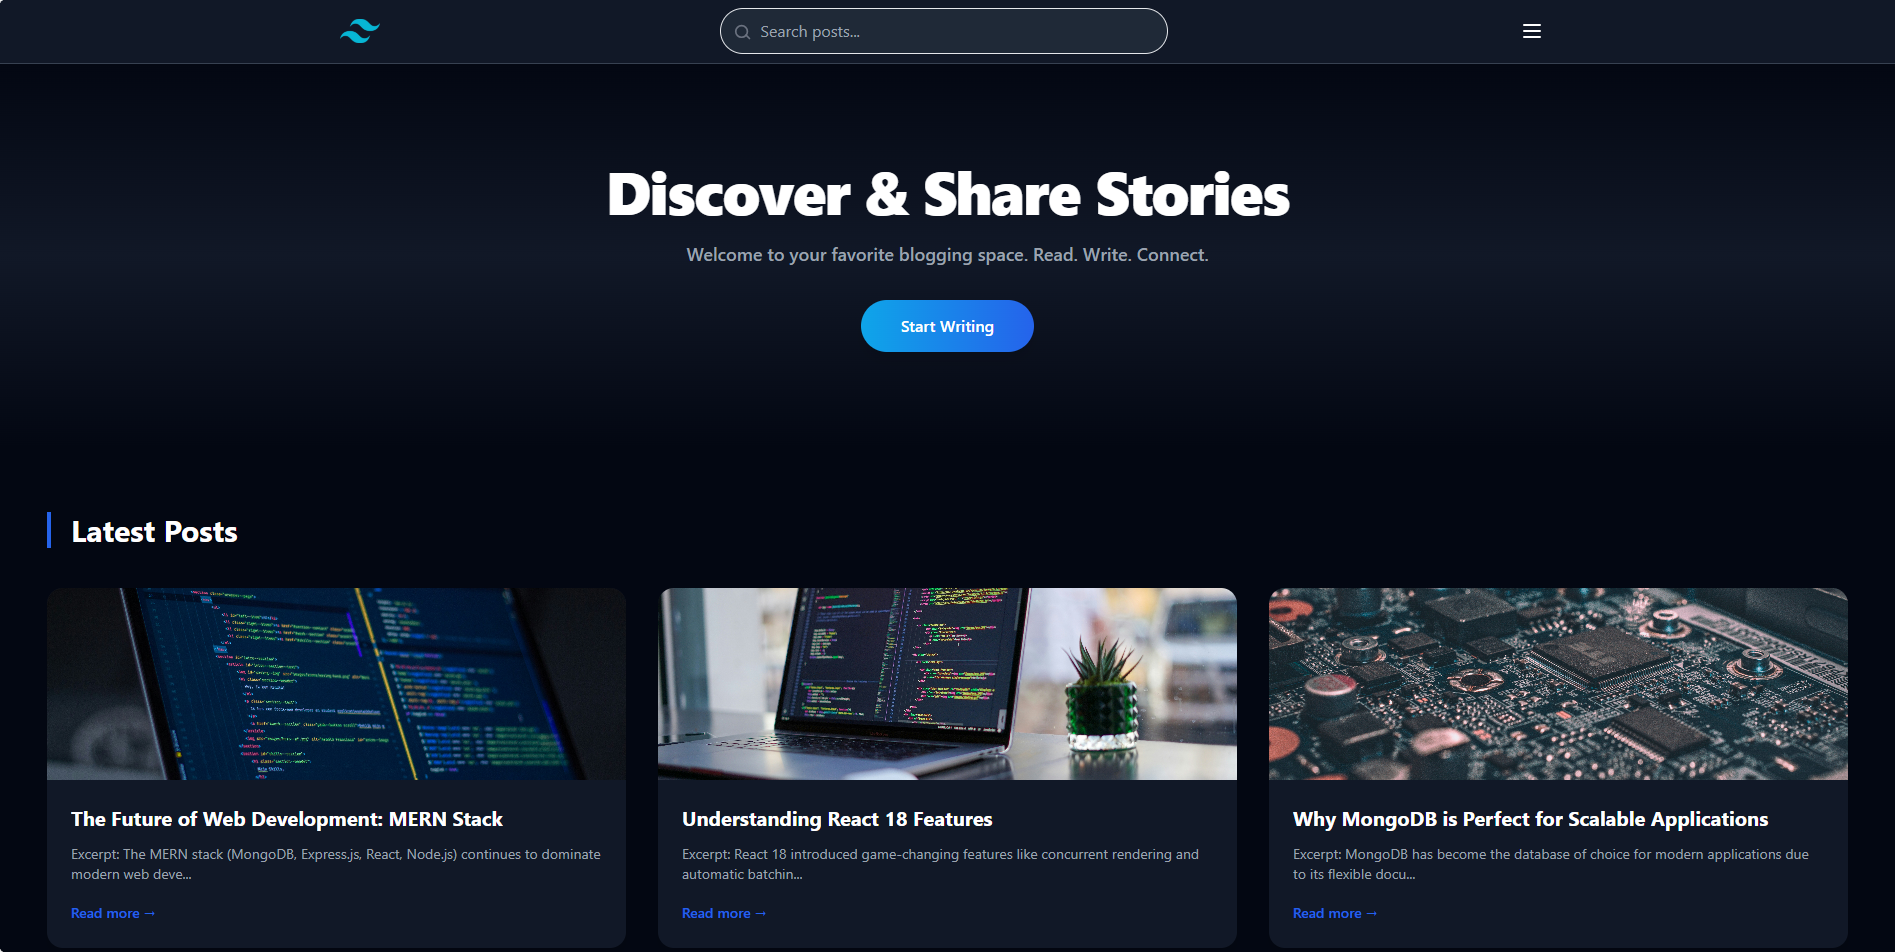 Search posts...
Discover & Share Stories
Welcome to your favorite blogging space. Read. Write. Connect.
Start Writing
Latest Posts
The Future of Web Development: MERN Stack
Excerpt: The MERN stack (MongoDB, Express.js, React, Node.js) continues to dominate
modern web deve...
Read more →
Understanding React 18 Features
Excerpt: React 18 introduced game-changing features like concurrent rendering and
automatic batchin...
Read more →
Why MongoDB is Perfect for Scalable Applications
Excerpt: MongoDB has become the database of choice for modern applications due
to its flexible docu...
Read more →